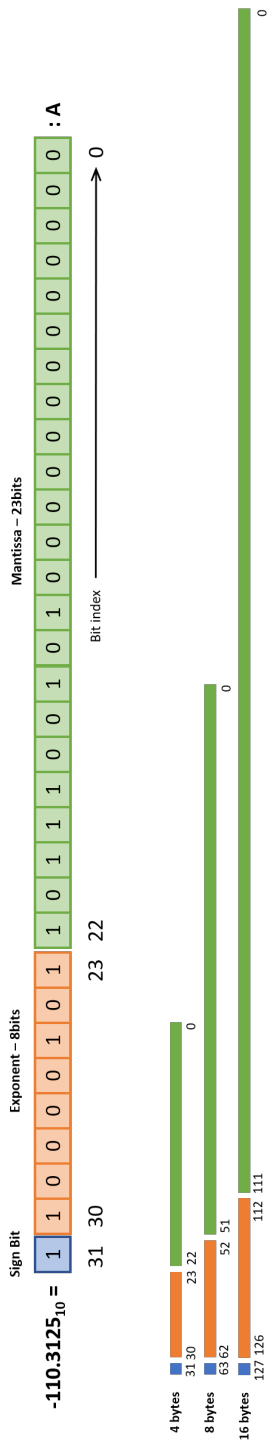 Sign Bit Exponent – 8bits Mantissa – 23bits
-110.3125₁₀ = 1 1 0 0 0 0 1 0 1 1 0 1 1 1 0 0 1 0 1 0 0 0 0 0 0 0 0 0 0 0 0 0 : A
31 30 23 22 0
Bit index
4 bytes
31 30 23 22 0
8 bytes
63 62 52 51 0
16 bytes
127 126 112 111 0